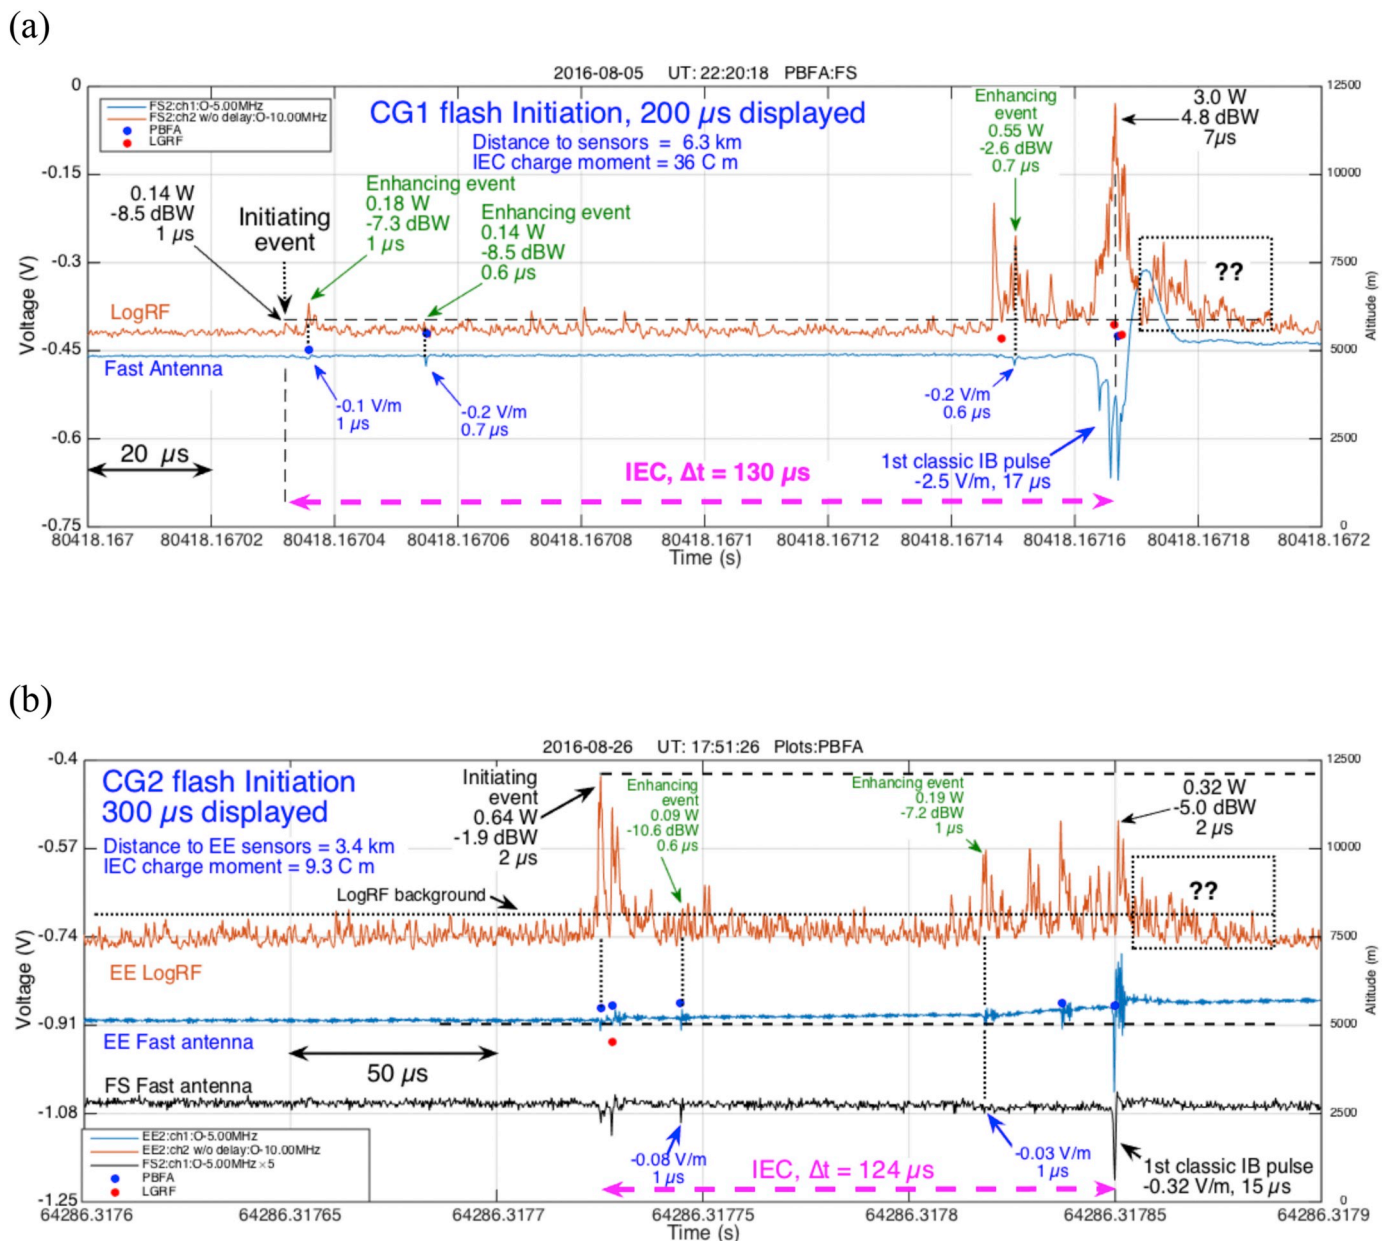 (a)
2016-08-05 UT: 22:20:18 PBFA:FS
0
-0.15
-0.3
-0.45
-0.6
-0.75
Voltage (V)
FS2:ch1:O-5.00MHz
FS2:ch2 w/o delay:O-10.00MHz
PBFA
LGRF
CG1 flash Initiation, 200 µs displayed
Distance to sensors = 6.3 km
IEC charge moment = 36 C m
0.14 W
-8.5 dBW
1 µs
Initiating
event
Enhancing event
0.18 W
-7.3 dBW
1 µs
Enhancing event
0.14 W
-8.5 dBW
0.6 µs
Enhancing
event
0.55 W
-2.6 dBW
0.7 µs
3.0 W
4.8 dBW
7µs
??
LogRF
Fast Antenna
-0.1 V/m
1 µs
-0.2 V/m
0.7 µs
-0.2 V/m
0.6 µs
1st classic IB pulse
-2.5 V/m, 17 µs
20 µs
IEC, Δt = 130 µs
12500
10000
7500
5000
2500
0
Altitude (m)
80418.167
80418.16702
80418.16704
80418.16706
80418.16708
80418.1671
80418.16712
80418.16714
80418.16716
80418.16718
80418.1672
Time (s)
(b)
2016-08-26 UT: 17:51:26 Plots:PBFA
-0.4
-0.57
-0.74
-0.91
-1.08
-1.25
Voltage (V)
CG2 flash Initiation
300 µs displayed
Distance to EE sensors = 3.4 km
IEC charge moment = 9.3 C m
LogRF background
Initiating
event
0.64 W
-1.9 dBW
2 µs
Enhancing
event
0.09 W
-10.6 dBW
0.6 µs
Enhancing event
0.19 W
-7.2 dBW
1 µs
0.32 W
-5.0 dBW
2 µs
??
EE LogRF
EE Fast antenna
50 µs
FS Fast antenna
EE2:ch1:O-5.00MHz
EE2:ch2 w/o delay:O-10.00MHz
FS2:ch1:O-5.00MHz×5
PBFA
LGRF
-0.08 V/m
1 µs
IEC, Δt = 124 µs
-0.03 V/m
1 µs
1st classic IB pulse
-0.32 V/m, 15 µs
12500
10000
7500
5000
2500
0
Altitude (m)
64286.3176
64286.31765
64286.3177
64286.31775
64286.3178
64286.31785
64286.3179
Time (s)